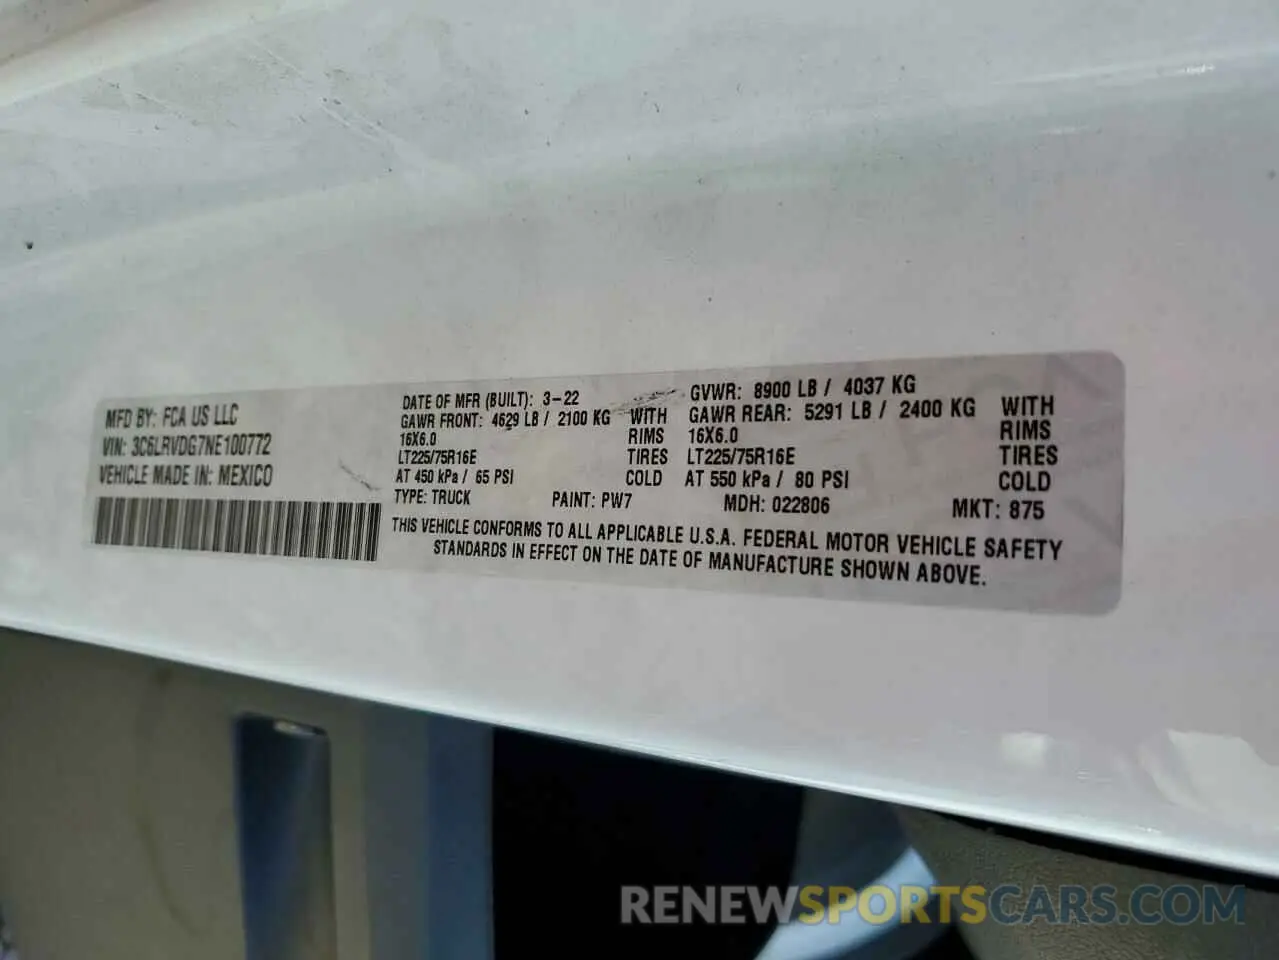 MFD BY: FCA US LLC
VIN: 3C6LRVDG7NE100772
VEHICLE MADE IN: MEXICO
DATE OF MFR (BUILT): 3-22 GVWR: 8900 LB / 4037 KG
GAWR FRONT: 4629 LB / 2100 KG WITH GAWR REAR: 5291 LB / 2400 KG WITH
16X6.0 RIMS 16X6.0 RIMS
LT225/75R16E TIRES LT225/75R16E TIRES
AT 450 kPa / 65 PSI COLD AT 550 kPa / 80 PSI COLD
TYPE: TRUCK PAINT: PW7 MDH: 022806 MKT: 875
THIS VEHICLE CONFORMS TO ALL APPLICABLE U.S.A. FEDERAL MOTOR VEHICLE SAFETY
STANDARDS IN EFFECT ON THE DATE OF MANUFACTURE SHOWN ABOVE.
RENEWSPORTSCARS.COM